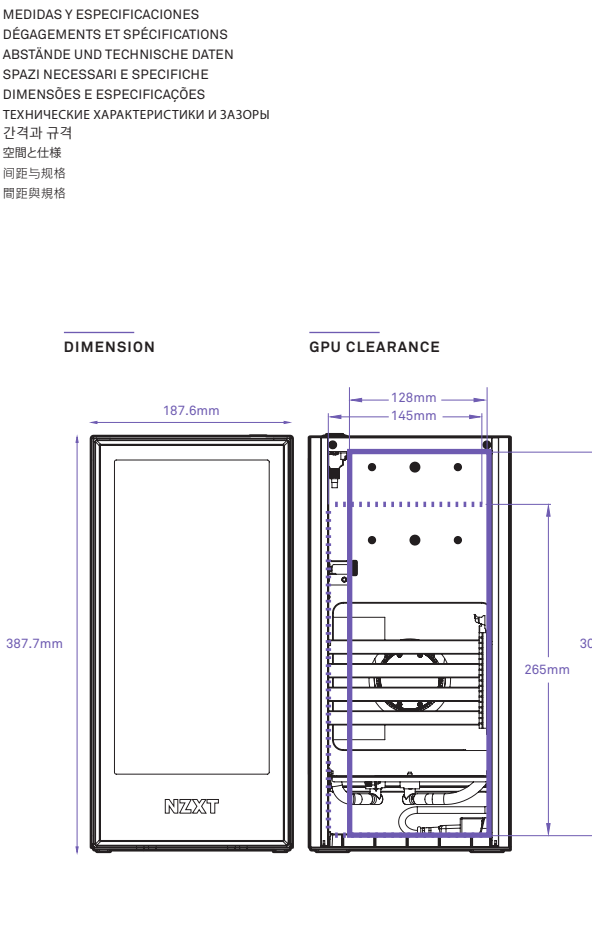 MEDIDAS Y ESPECIFICACIONES
DÉGAGEMENTS ET SPÉCIFICATIONS
ABSTÄNDE UND TECHNISCHE DATEN
SPAZI NECESSARI E SPECIFICHE
DIMENSÕES E ESPECIFICAÇÕES
ТЕХНИЧЕСКИЕ ХАРАКТЕРИСТИКИ И ЗАЗОРЫ
간격과 규격
空間と仕様
间距与规格
間距與規格
DIMENSION
GPU CLEARANCE
128mm
145mm
187.6mm
387.7mm
265mm
NZXT